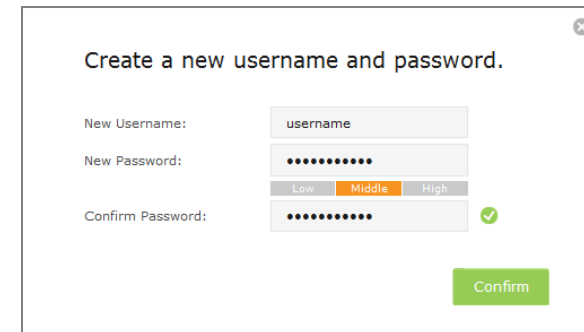 Create a new username and password.
New Username: username
New Password: •••••••••••
Low Middle High
Confirm Password: •••••••••••
Confirm